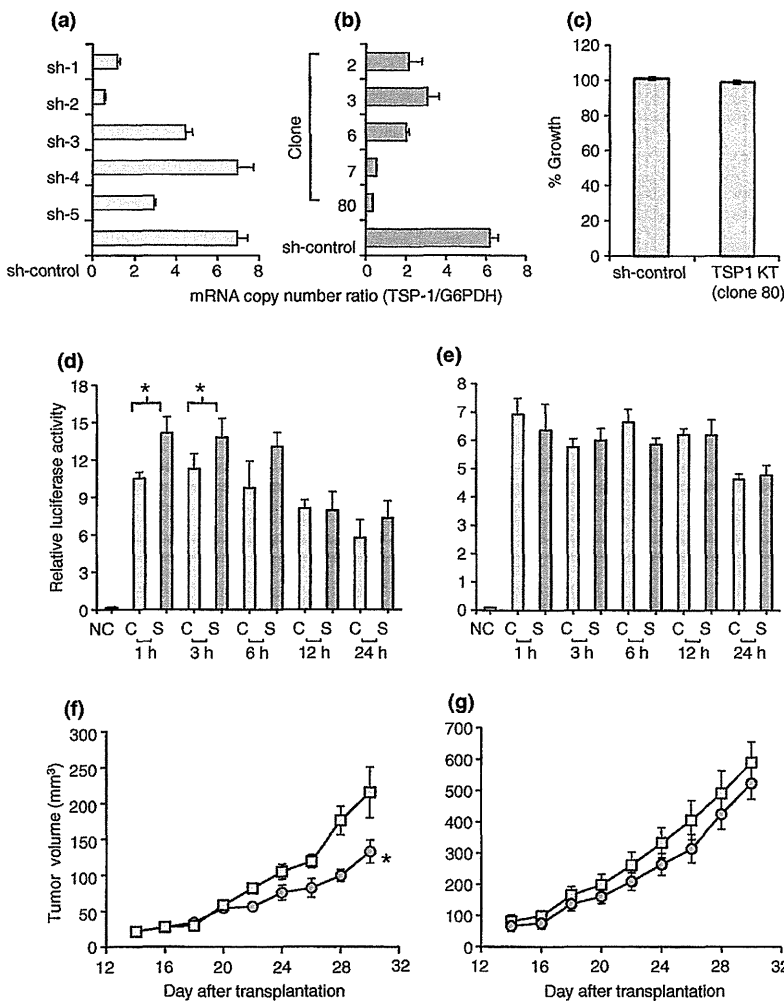 (a)
sh-1
sh-2
sh-3
sh-4
sh-5
sh-control
0 2 4 6 8
(b)
Clone
2
3
6
7
80
sh-control
0 2 4 6 8
mRNA copy number ratio (TSP-1/G6PDH)
(c)
% Growth
120
100
80
60
40
20
0
sh-control TSP1 KT
(clone 80)
(d)
Relative luciferase activity
18
15
12
9
6
3
0
* *
NC C S C S C S C S C S
1 h 3 h 6 h 12 h 24 h
(e)
8
7
6
5
4
3
2
1
0
NC C S C S C S C S C S
1 h 3 h 6 h 12 h 24 h
(f)
Tumor volume (mm³)
300
250
200
150
100
50
0
*
12 16 20 24 28 32
Day after transplantation
(g)
700
600
500
400
300
200
100
0
12 16 20 24 28 32
Day after transplantation